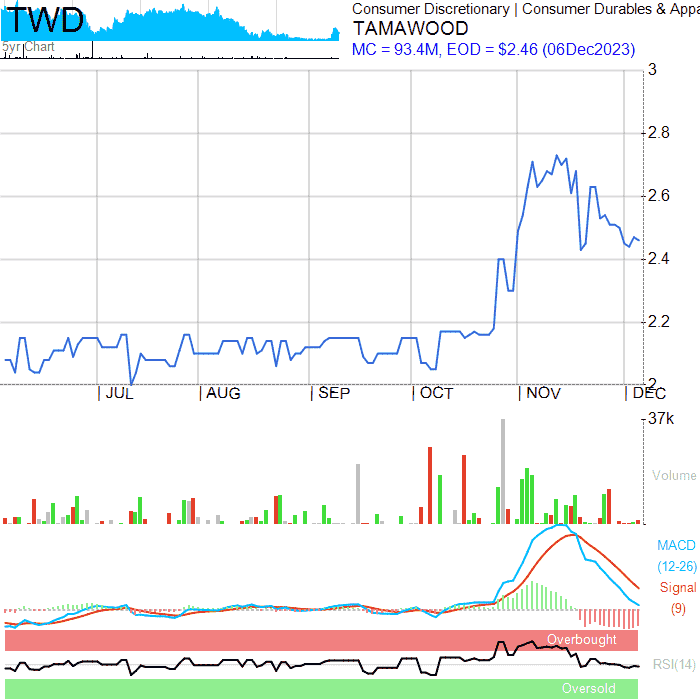 TWD
5yr Chart
Consumer Discretionary | Consumer Durables & Appa
TAMAWOOD
MC = 93.4M, EOD = $2.46 (06Dec2023)
3
2.8
2.6
2.4
2.2
2
| JUL | AUG | SEP | OCT | NOV | DEC
37k
Volume
MACD
(12-26)
Signal
(9)
Overbought
RSI(14)
Oversold